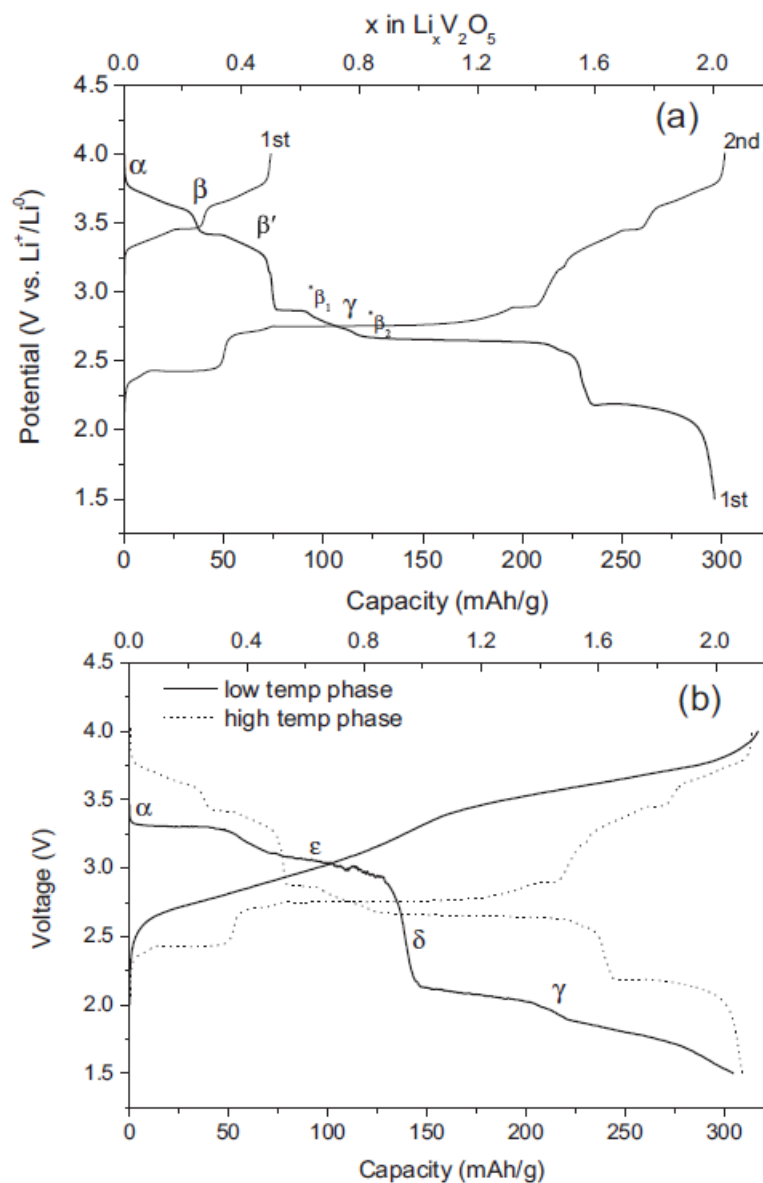 x in LiₓV₂O₅
0.0 0.4 0.8 1.2 1.6 2.0
4.5
(a)
1st
2nd
4.0
α
β
3.5
β′
Potential (V vs. Li⁺/Li⁰)
3.0
*β₁ γ *β₂
2.5
2.0
1.5
1st
0 50 100 150 200 250 300
Capacity (mAh/g)
0.0 0.4 0.8 1.2 1.6 2.0
4.5
low temp phase
high temp phase
(b)
4.0
3.5
α
ε
3.0
Voltage (V)
2.5
δ
2.0
γ
1.5
0 50 100 150 200 250 300
Capacity (mAh/g)